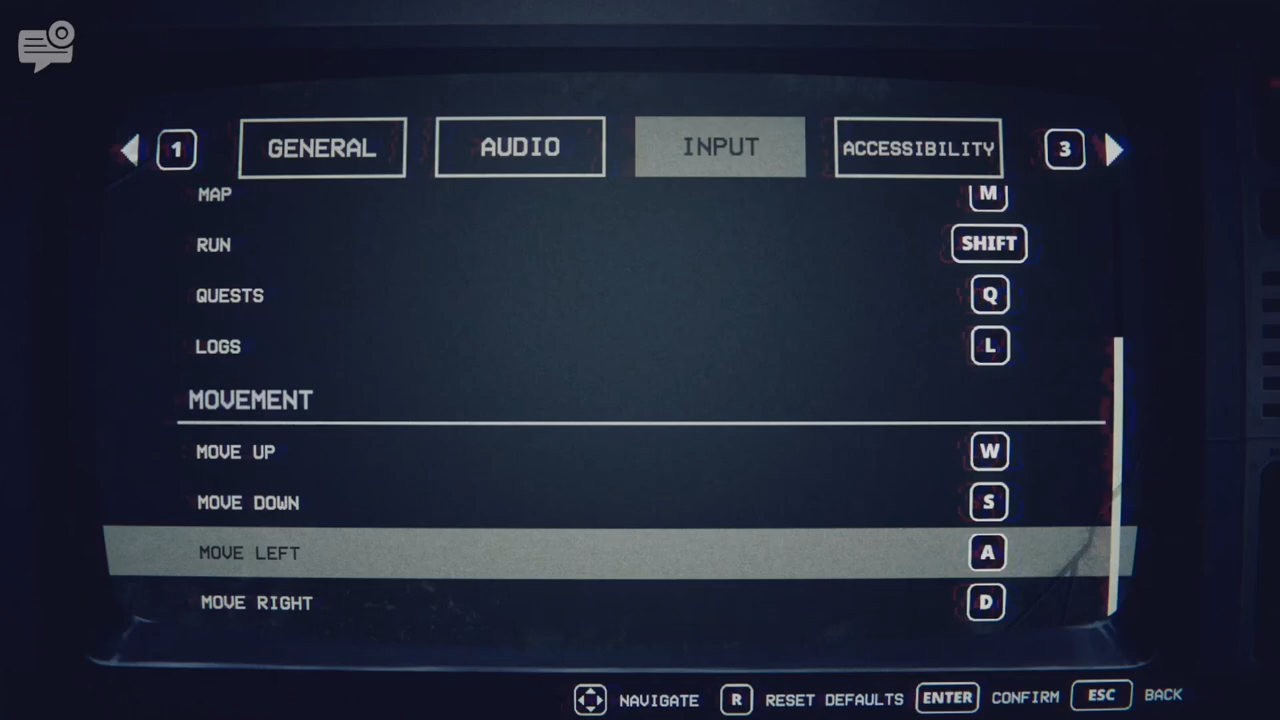 1 GENERAL AUDIO INPUT ACCESSIBILITY 3
MAP M
RUN SHIFT
QUESTS Q
LOGS L
MOVEMENT
MOVE UP W
MOVE DOWN S
MOVE LEFT A
MOVE RIGHT D
NAVIGATE R RESET DEFAULTS ENTER CONFIRM ESC BACK